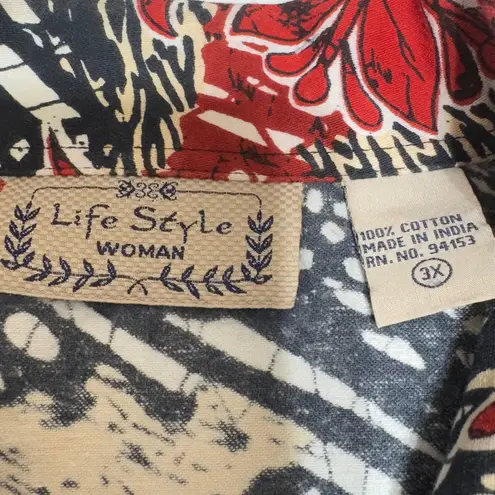 Life Style
WOMAN
100% COTTON
MADE IN INDIA
RN. NO. 94153
3X